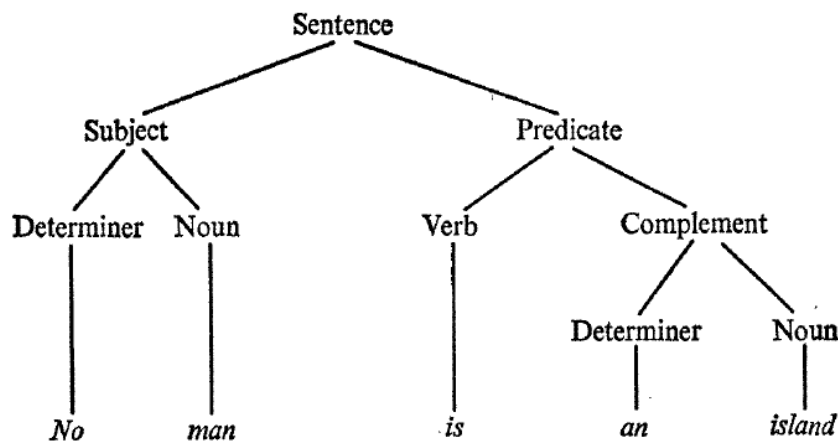 Sentence
Subject Predicate
Determiner Noun Verb Complement
Determiner Noun
No man is an island